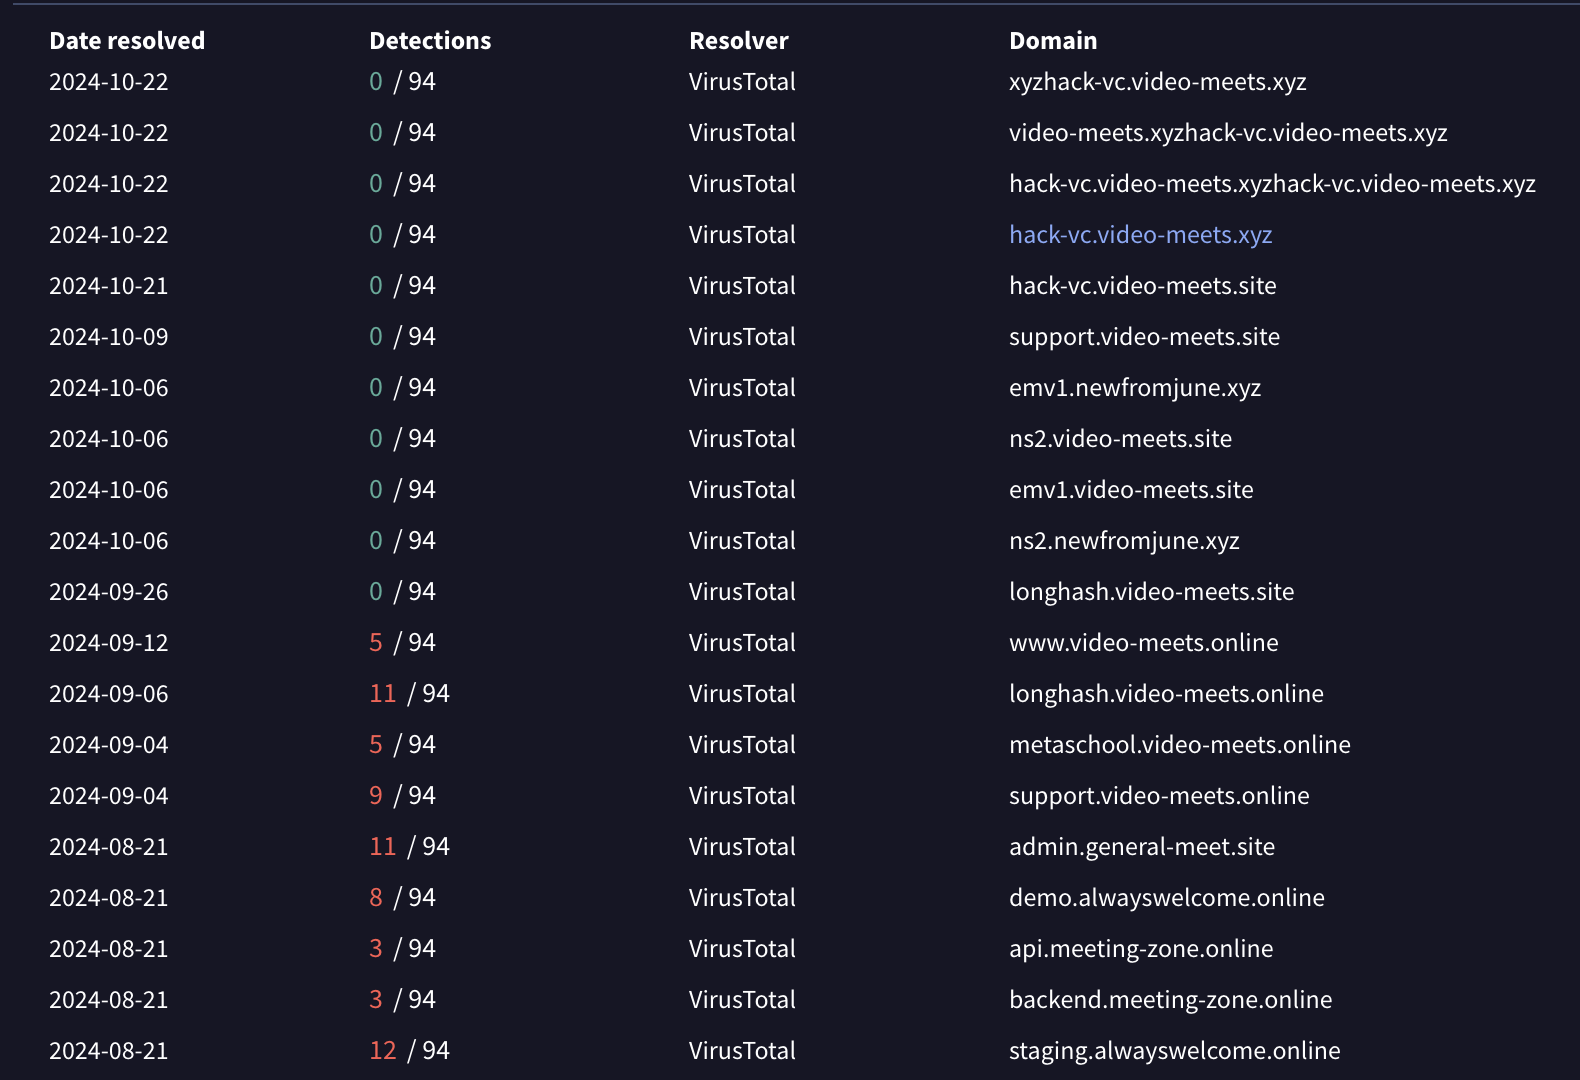 Date resolved Detections Resolver Domain
2024-10-22 0 / 94 VirusTotal xyzhack-vc.video-meets.xyz
2024-10-22 0 / 94 VirusTotal video-meets.xyzhack-vc.video-meets.xyz
2024-10-22 0 / 94 VirusTotal hack-vc.video-meets.xyzhack-vc.video-meets.xyz
2024-10-22 0 / 94 VirusTotal hack-vc.video-meets.xyz
2024-10-21 0 / 94 VirusTotal hack-vc.video-meets.site
2024-10-09 0 / 94 VirusTotal support.video-meets.site
2024-10-06 0 / 94 VirusTotal emv1.newfromjune.xyz
2024-10-06 0 / 94 VirusTotal ns2.video-meets.site
2024-10-06 0 / 94 VirusTotal emv1.video-meets.site
2024-10-06 0 / 94 VirusTotal ns2.newfromjune.xyz
2024-09-26 0 / 94 VirusTotal longhash.video-meets.site
2024-09-12 5 / 94 VirusTotal www.video-meets.online
2024-09-06 11 / 94 VirusTotal longhash.video-meets.online
2024-09-04 5 / 94 VirusTotal metaschool.video-meets.online
2024-09-04 9 / 94 VirusTotal support.video-meets.online
2024-08-21 11 / 94 VirusTotal admin.general-meet.site
2024-08-21 8 / 94 VirusTotal demo.alwayswelcome.online
2024-08-21 3 / 94 VirusTotal api.meeting-zone.online
2024-08-21 3 / 94 VirusTotal backend.meeting-zone.online
2024-08-21 12 / 94 VirusTotal staging.alwayswelcome.online